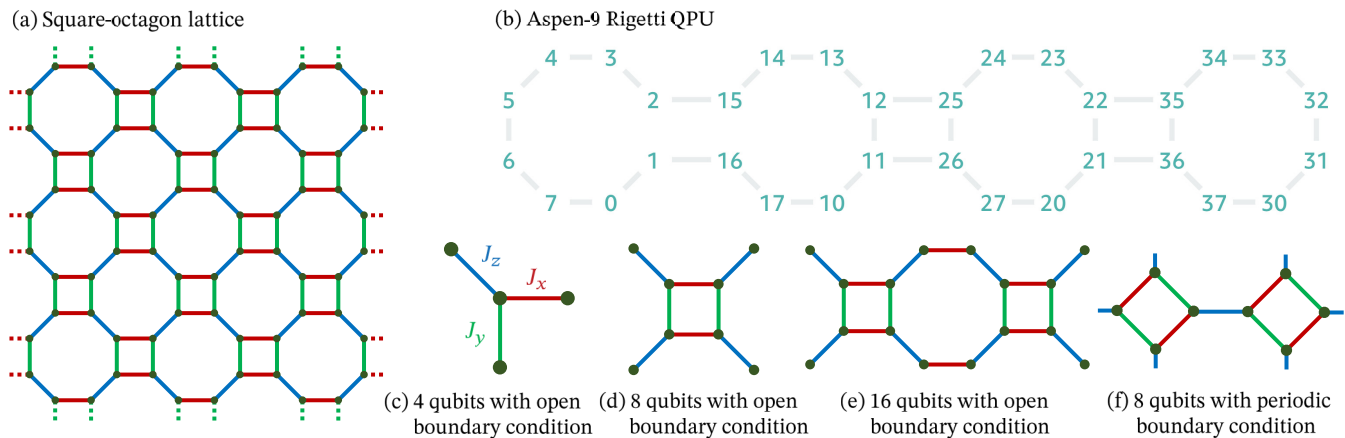 (a) Square-octagon lattice
(b) Aspen-9 Rigetti QPU
4 3 14 13 24 23 34 33
5 2 15 12 25 22 35 32
6 1 16 11 26 21 36 31
7 0 17 10 27 20 37 30
J_z
J_x
J_y
(c) 4 qubits with open
boundary condition
(d) 8 qubits with open
boundary condition
(e) 16 qubits with open
boundary condition
(f) 8 qubits with periodic
boundary condition